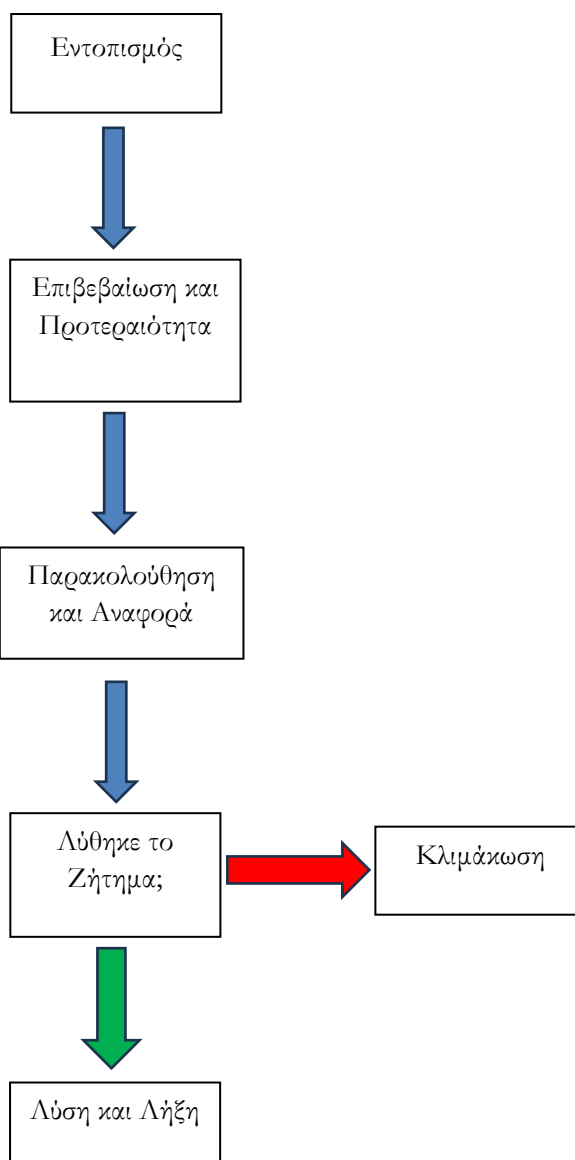 Εντοπισμός
Επιβεβαίωση και
Προτεραιότητα
Παρακολούθηση
και Αναφορά
Λύθηκε το
Ζήτημα;
Κλιμάκωση
Λύση και Λήξη